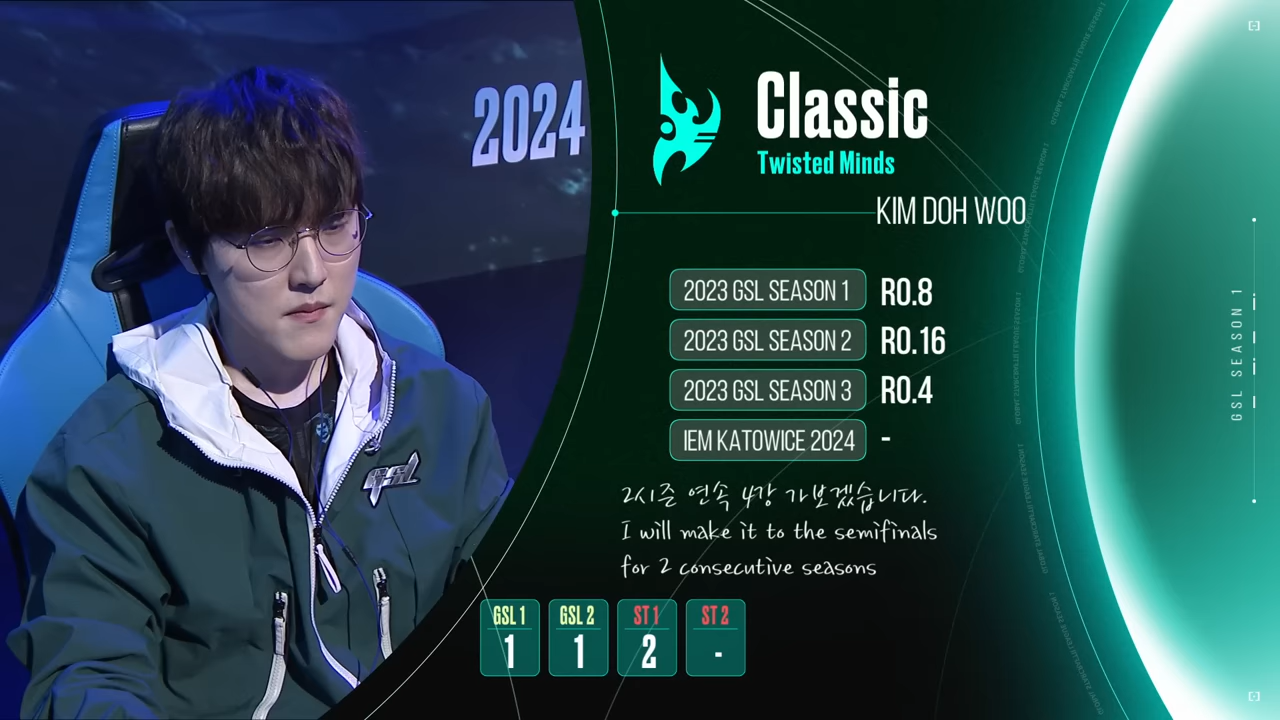 2024
Classic
Twisted Minds
KIM DOH WOO
2023 GSL SEASON 1 RO.8
2023 GSL SEASON 2 RO.16
2023 GSL SEASON 3 RO.4
IEM KATOWICE 2024 -
2시즌 연속 4강 가보겠습니다.
I will make it to the semifinals
for 2 consecutive seasons
GSL 1 GSL 2 ST 1 ST 2
1 1 2 -
GSL
GSL SEASON 1